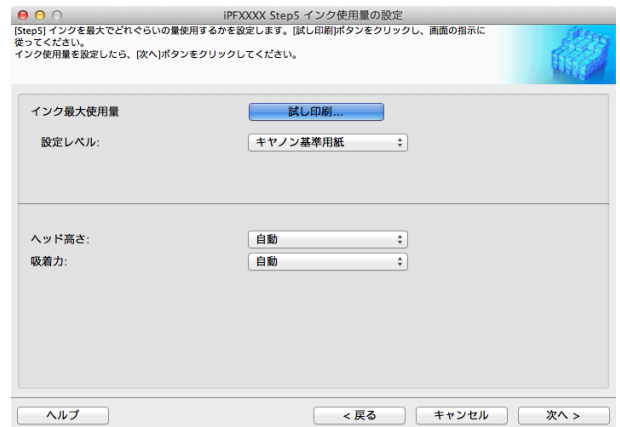 iPFXXXX Step5 インク使用量の設定
[Step5] インクを最大でどれぐらいの量使用するかを設定します。[試し印刷]ボタンをクリックし、画面の指示に
従ってください。
インク使用量を設定したら、[次へ]ボタンをクリックしてください。
インク最大使用量 試し印刷...
設定レベル: キヤノン基準用紙
ヘッド高さ: 自動
吸着力: 自動
ヘルプ < 戻る キャンセル 次へ >